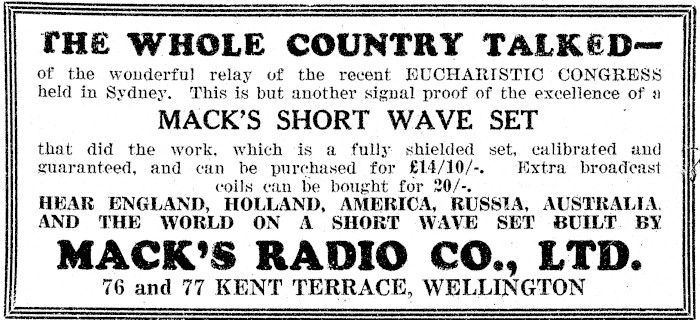 THE WHOLE COUNTRY TALKED—
of the wonderful relay of the recent EUCHARISTIC CONGRESS
held in Sydney. This is but another signal proof of the excellence of a
MACK'S SHORT WAVE SET
that did the work, which is a fully shielded set, calibrated and
guaranteed, and can be purchased for £14/10/-. Extra broadcast
coils can be bought for 20/-.
HEAR ENGLAND, HOLLAND, AMERICA, RUSSIA, AUSTRALIA,
AND THE WORLD ON A SHORT WAVE SET BUILT BY
MACK'S RADIO CO., LTD.
76 and 77 KENT TERRACE, WELLINGTON